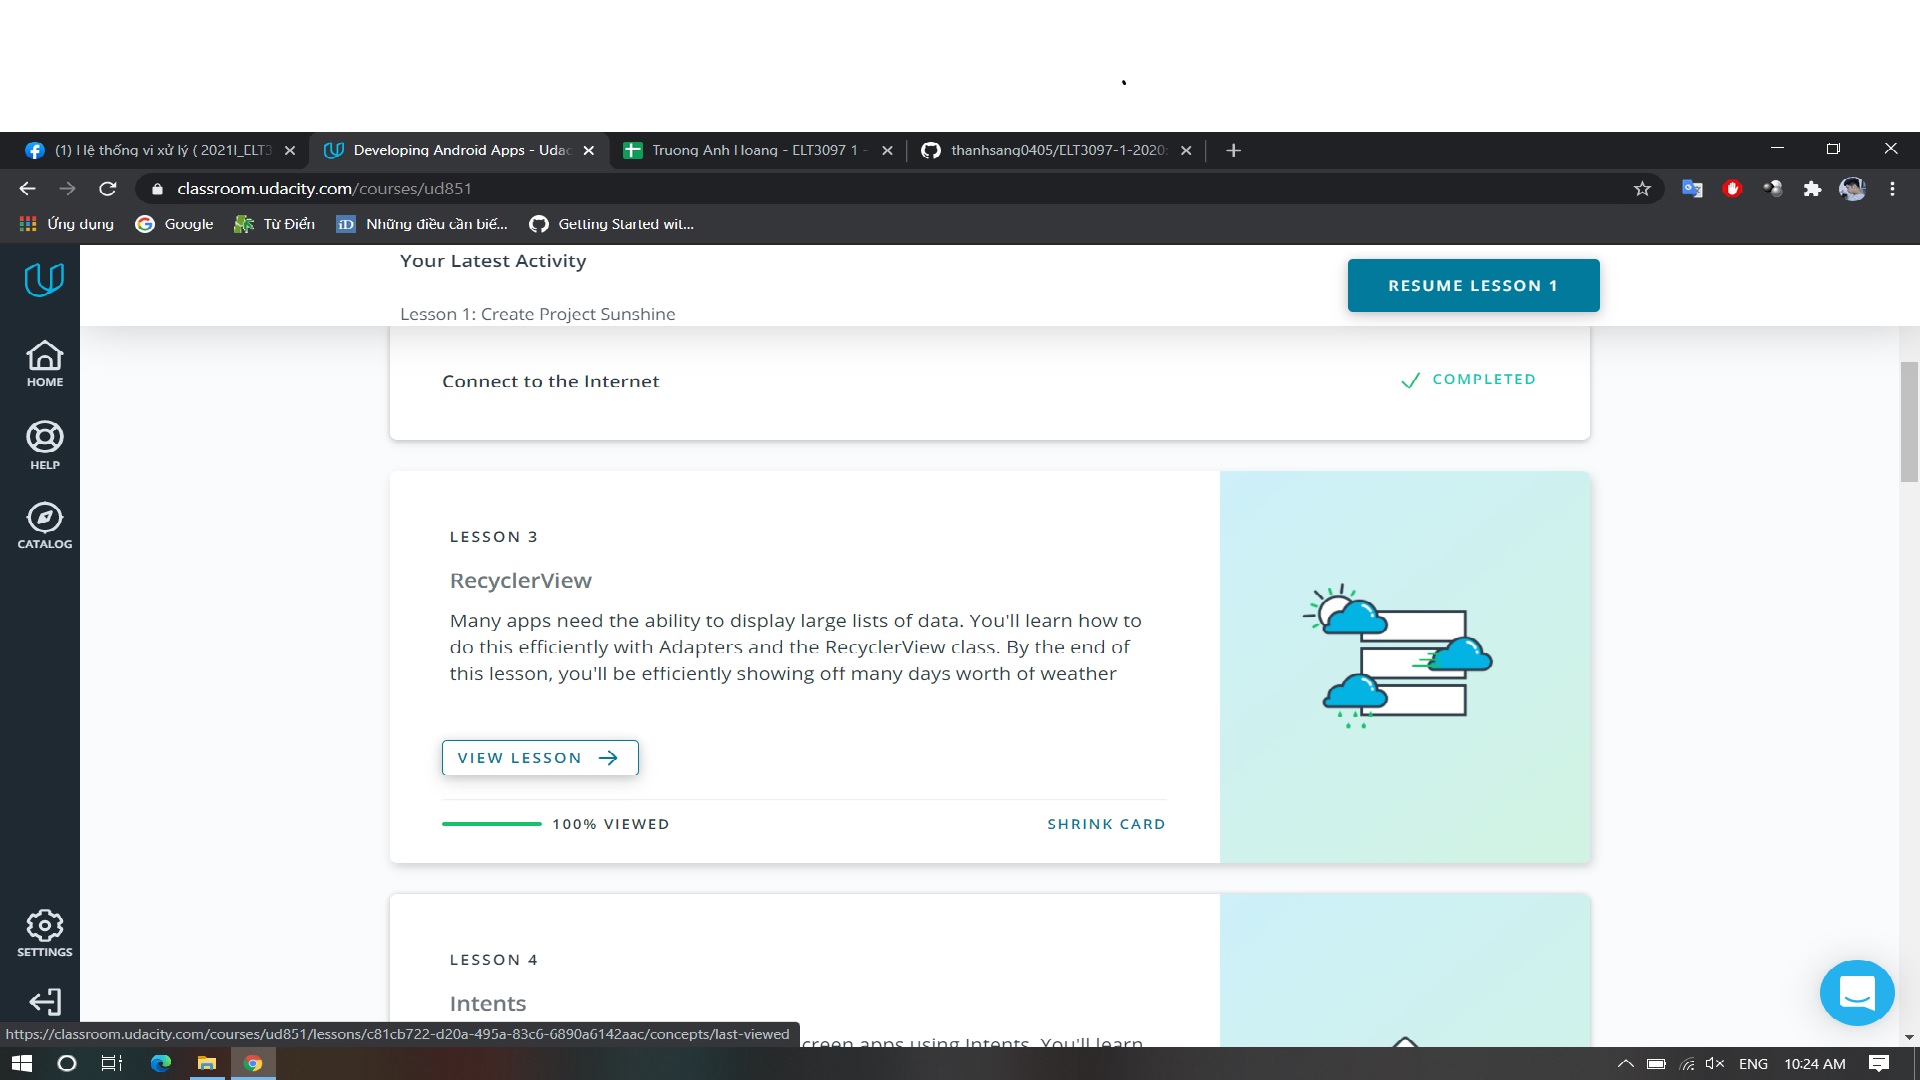 (1) Hệ thống vi xử lý ( 2021I_ELT3
Developing Android Apps - Udac
Truong Anh Hoang - ELT3097 1 -
thanhsang0405/ELT3097-1-2020:
classroom.udacity.com/courses/ud851
Ứng dụng
Google
Từ Điển
iD
Những điều cần biế...
Getting Started wit...
Your Latest Activity
RESUME LESSON 1
Lesson 1: Create Project Sunshine
HOME
HELP
CATALOG
SETTINGS
Connect to the Internet
COMPLETED
LESSON 3
RecyclerView
Many apps need the ability to display large lists of data. You'll learn how to
do this efficiently with Adapters and the RecyclerView class. By the end of
this lesson, you'll be efficiently showing off many days worth of weather
VIEW LESSON
100% VIEWED
SHRINK CARD
LESSON 4
Intents
creen apps using Intents. You'll learn
https://classroom.udacity.com/courses/ud851/lessons/c81cb722-d20a-495a-83c6-6890a6142aac/concepts/last-viewed
ENG
10:24 AM